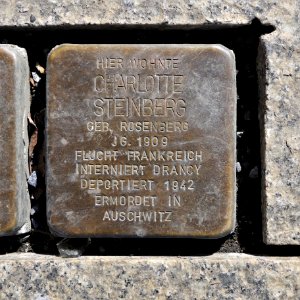 HIER WOHNTE
CHARLOTTE
STEINBERG
GEB. ROSENBERG
JG. 1909
FLUCHT FRANKREICH
INTERNIERT DRANCY
DEPORTIERT 1942
ERMORDET IN
AUSCHWITZ